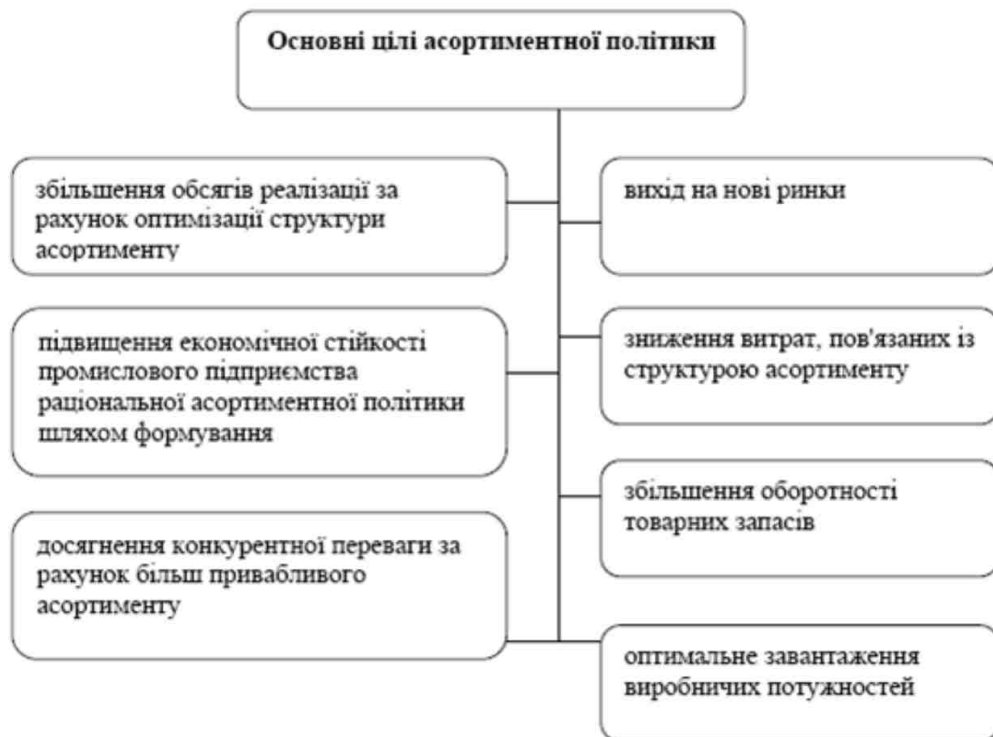 Основні цілі асортиментної політики
збільшення обсягів реалізації за
рахунок оптимізації структури
асортименту
підвищення економічної стійкості
промислового підприємства
раціональної асортиментної політики
шляхом формування
досягнення конкурентної переваги за
рахунок більш привабливого
асортименту
вихід на нові ринки
зниження витрат, пов'язаних із
структурою асортименту
збільшення оборотності
товарних запасів
оптимальне завантаження
виробничих потужностей